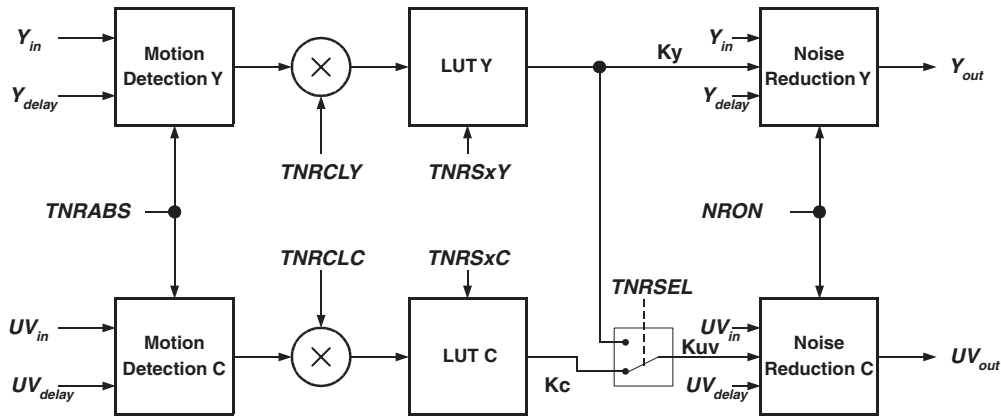 Y_in
Y_delay
Motion
Detection Y
×
TNRCLY
LUT Y
TNRSxY
Ky
Y_in
Y_delay
Noise
Reduction Y
Y_out
TNRABS
NRON
TNRCLC
TNRSxC
TNRSEL
UV_in
UV_delay
Motion
Detection C
×
LUT C
Kc
Kuv
UV_in
UV_delay
Noise
Reduction C
UV_out